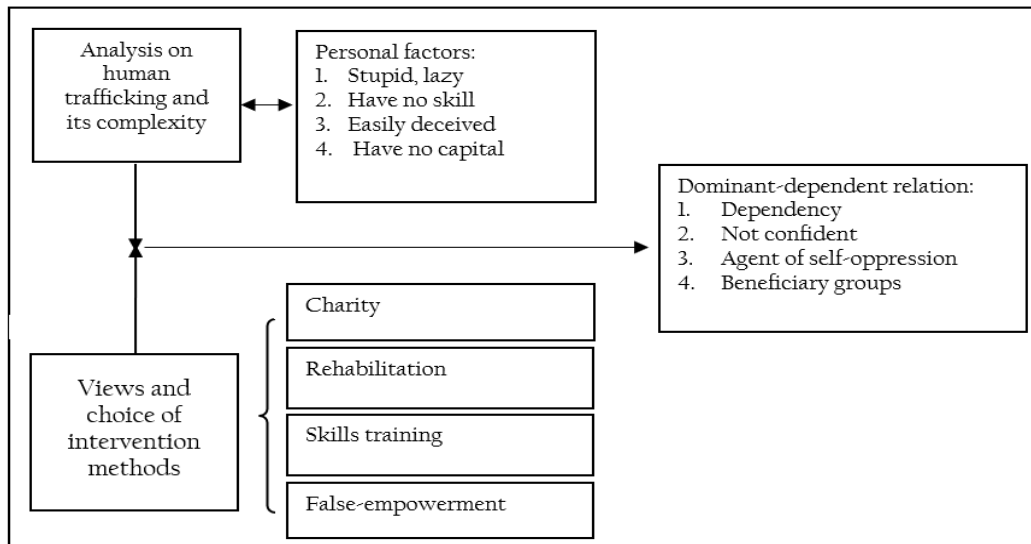 Analysis on
human
trafficking and
its complexity
Personal factors:
1. Stupid, lazy
2. Have no skill
3. Easily deceived
4. Have no capital
Dominant-dependent relation:
1. Dependency
2. Not confident
3. Agent of self-oppression
4. Beneficiary groups
Views and
choice of
intervention
methods
Charity
Rehabilitation
Skills training
False-empowerment